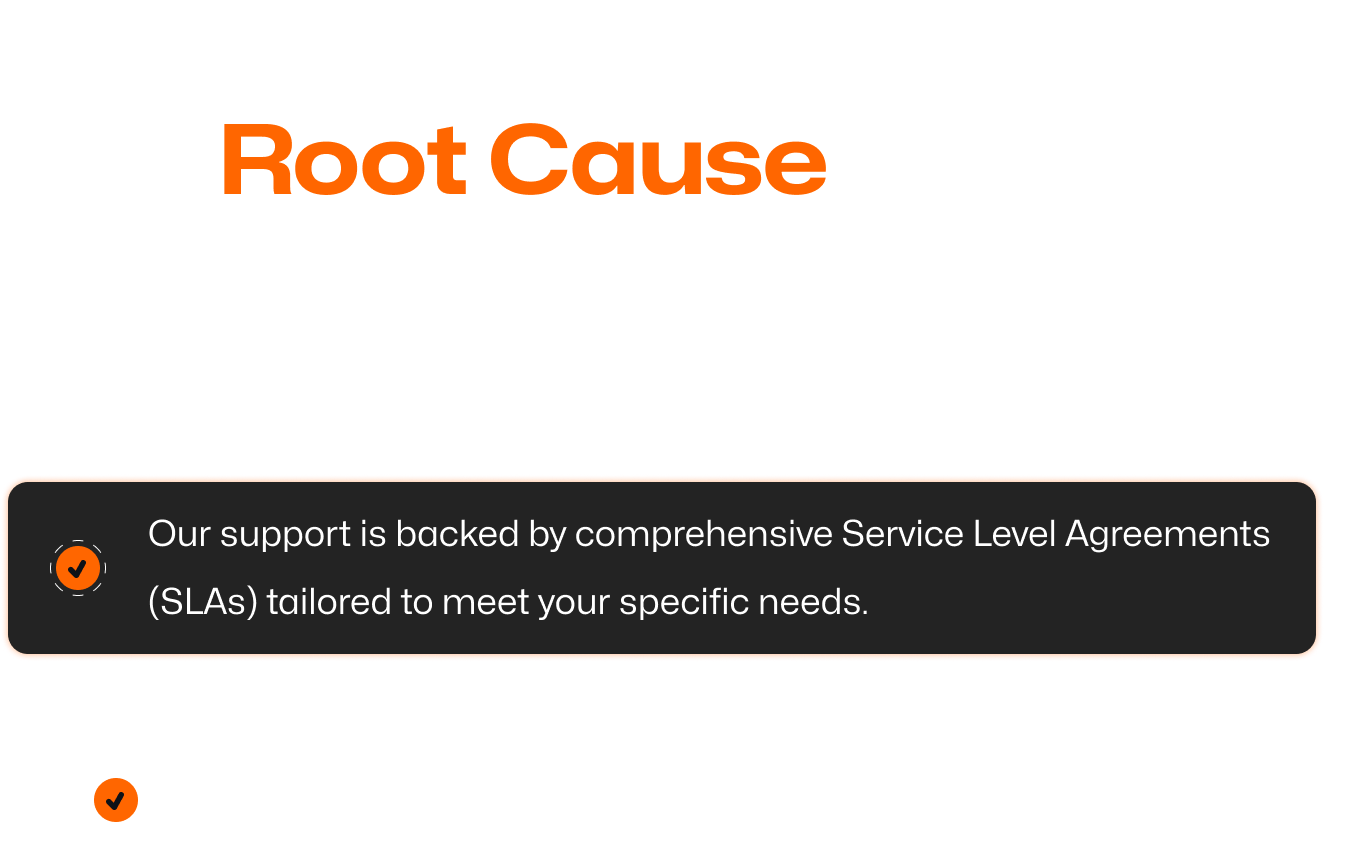 Root Cause
Our support is backed by comprehensive Service Level Agreements
(SLAs) tailored to meet your specific needs.